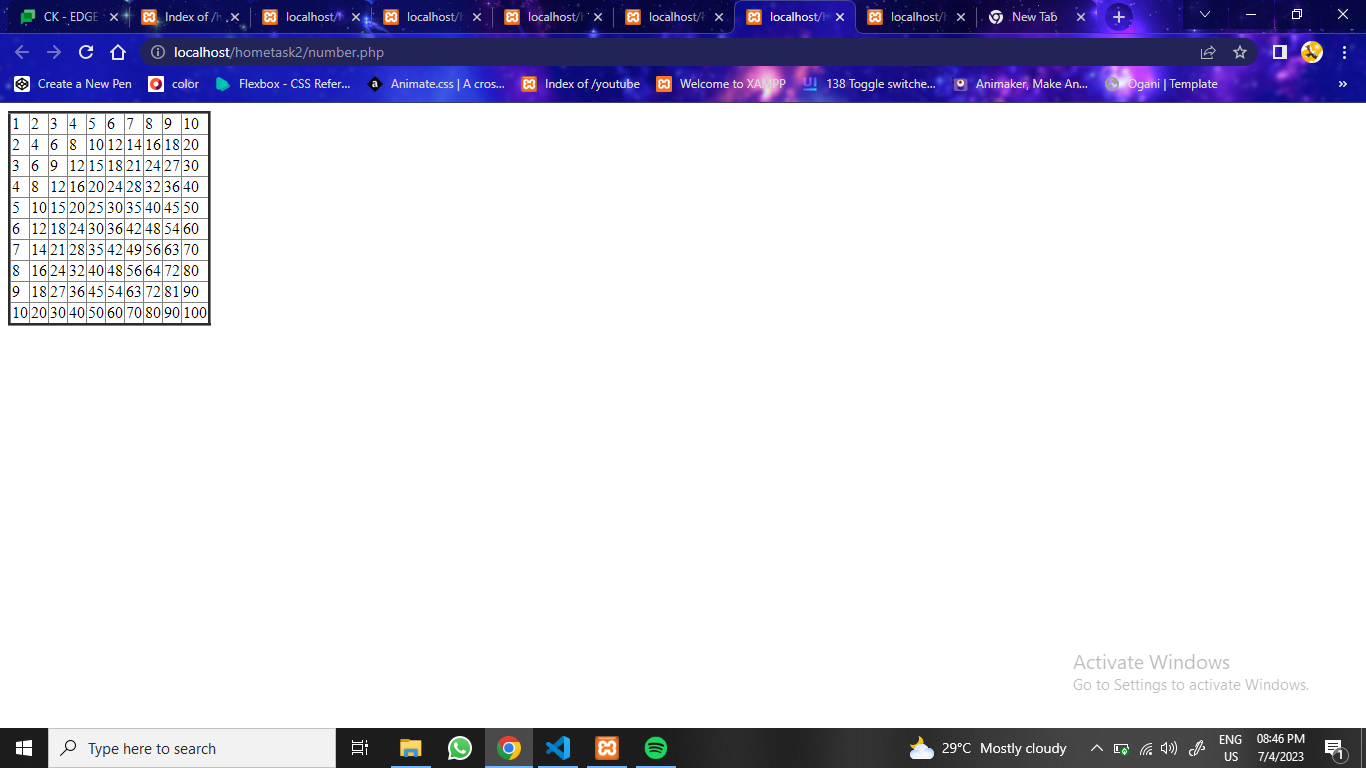 CK - EDGE Index of /h localhost/ localhost/ localhost/ localhost/ localhost/ localhost/ New Tab
localhost/hometask2/number.php
Create a New Pen color Flexbox - CSS Refer... Animate.css | A cros... Index of /youtube Welcome to XAMPP 138 Toggle switche... Animaker, Make An... Ogani | Template »
1 2 3 4 5 6 7 8 9 10
2 4 6 8 10 12 14 16 18 20
3 6 9 12 15 18 21 24 27 30
4 8 12 16 20 24 28 32 36 40
5 10 15 20 25 30 35 40 45 50
6 12 18 24 30 36 42 48 54 60
7 14 21 28 35 42 49 56 63 70
8 16 24 32 40 48 56 64 72 80
9 18 27 36 45 54 63 72 81 90
10 20 30 40 50 60 70 80 90 100
Activate Windows
Go to Settings to activate Windows.
Type here to search
29°C Mostly cloudy
ENG
US
08:46 PM
7/4/2023
1